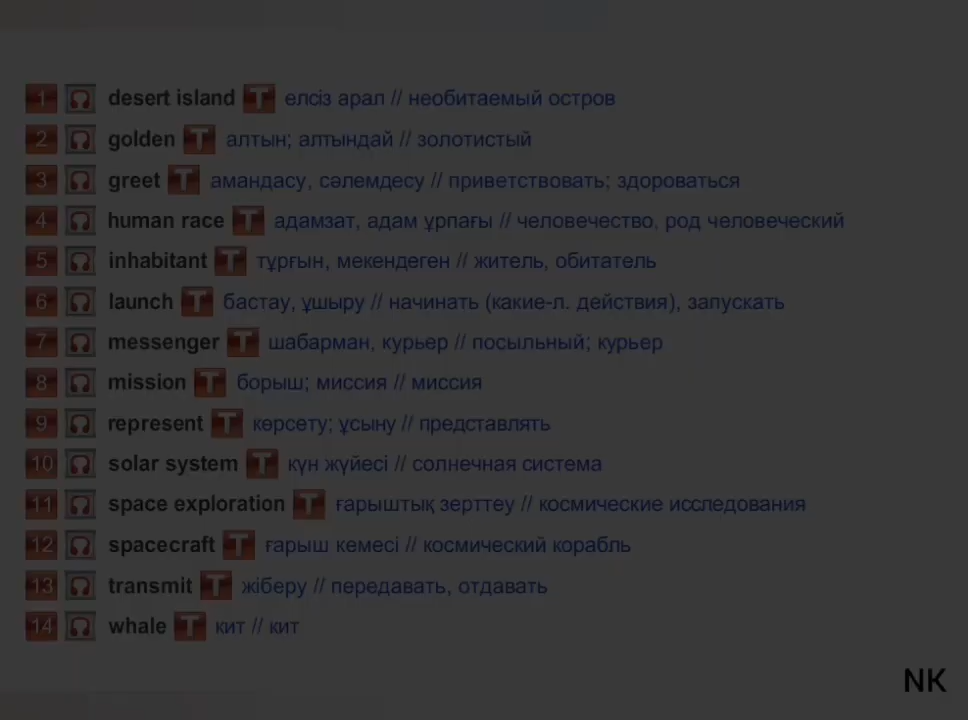 1 desert island T елсіз арал // необитаемый остров
2 golden T алтын; алтындай // золотистый
3 greet T амандасу, сәлемдесу // приветствовать; здороваться
4 human race T адамзат, адам ұрпағы // человечество, род человеческий
5 inhabitant T тұрғын, мекендеген // житель, обитатель
6 launch T бастау, ұшыру // начинать (какие-л. действия), запускать
7 messenger T шабарман, курьер // посыльный; курьер
8 mission T борыш; миссия // миссия
9 represent T көрсету; ұсыну // представлять
10 solar system T күн жүйесі // солнечная система
11 space exploration T ғарыштық зерттеу // космические исследования
12 spacecraft T ғарыш кемесі // космический корабль
13 transmit T жіберу // передавать, отдавать
14 whale T кит // кит
NK